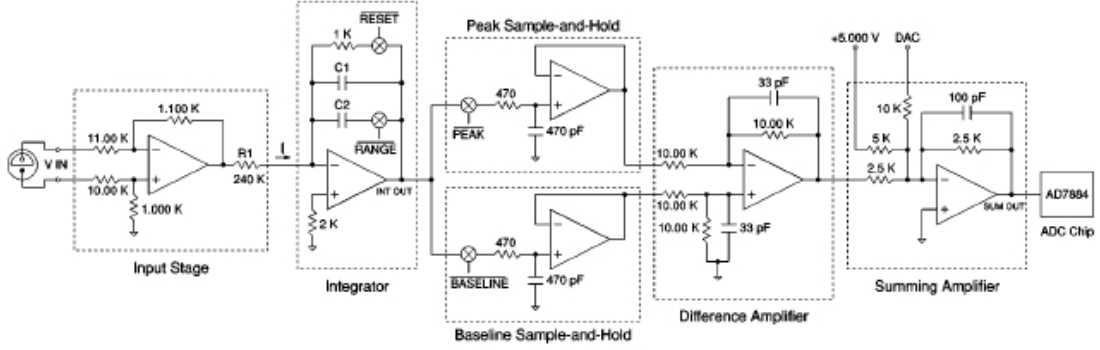 V IN
11.00 K
10.00 K
1.100 K
1.000 K
Input Stage
R1
240 K
I
RESET
1 K
C1
C2
RANGE
2 K
INT OUT
Integrator
Peak Sample-and-Hold
PEAK
470
470 pF
BASELINE
470
470 pF
Baseline Sample-and-Hold
33 pF
10.00 K
10.00 K
10.00 K
10.00 K
33 pF
Difference Amplifier
+5.000 V
DAC
10 K
5 K
2.5 K
100 pF
2.5 K
SUM OUT
Summing Amplifier
AD7884
ADC Chip